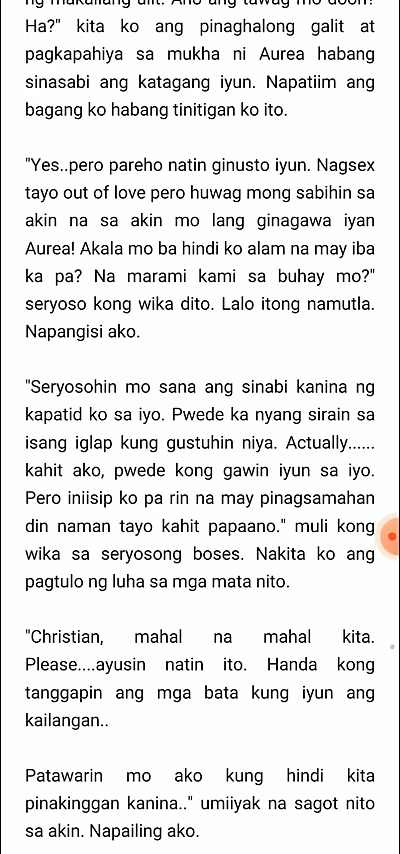 ng makailang ulit. Ano ang tawag mo doon?
Ha?" kita ko ang pinaghalong galit at
pagkapahiya sa mukha ni Aurea habang
sinasabi ang katagang iyun. Napatiim ang
bagang ko habang tinitigan ko ito.
"Yes..pero pareho natin ginusto iyun. Nagsex
tayo out of love pero huwag mong sabihin sa
akin na sa akin mo lang ginagawa iyan
Aurea! Akala mo ba hindi ko alam na may iba
ka pa? Na marami kami sa buhay mo?"
seryoso kong wika dito. Lalo itong namutla.
Napangisi ako.
"Seryosohin mo sana ang sinabi kanina ng
kapatid ko sa iyo. Pwede ka nyang sirain sa
isang iglap kung gustuhin niya. Actually......
kahit ako, pwede kong gawin iyun sa iyo.
Pero iniisip ko pa rin na may pinagsamahan
din naman tayo kahit papaano." muli kong
wika sa seryosong boses. Nakita ko ang
pagtulo ng luha sa mga mata nito.
"Christian, mahal na mahal kita.
Please....ayusin natin ito. Handa kong
tanggapin ang mga bata kung iyun ang
kailangan..
Patawarin mo ako kung hindi kita
pinakinggan kanina.." umiiyak na sagot nito
sa akin. Napailing ako.